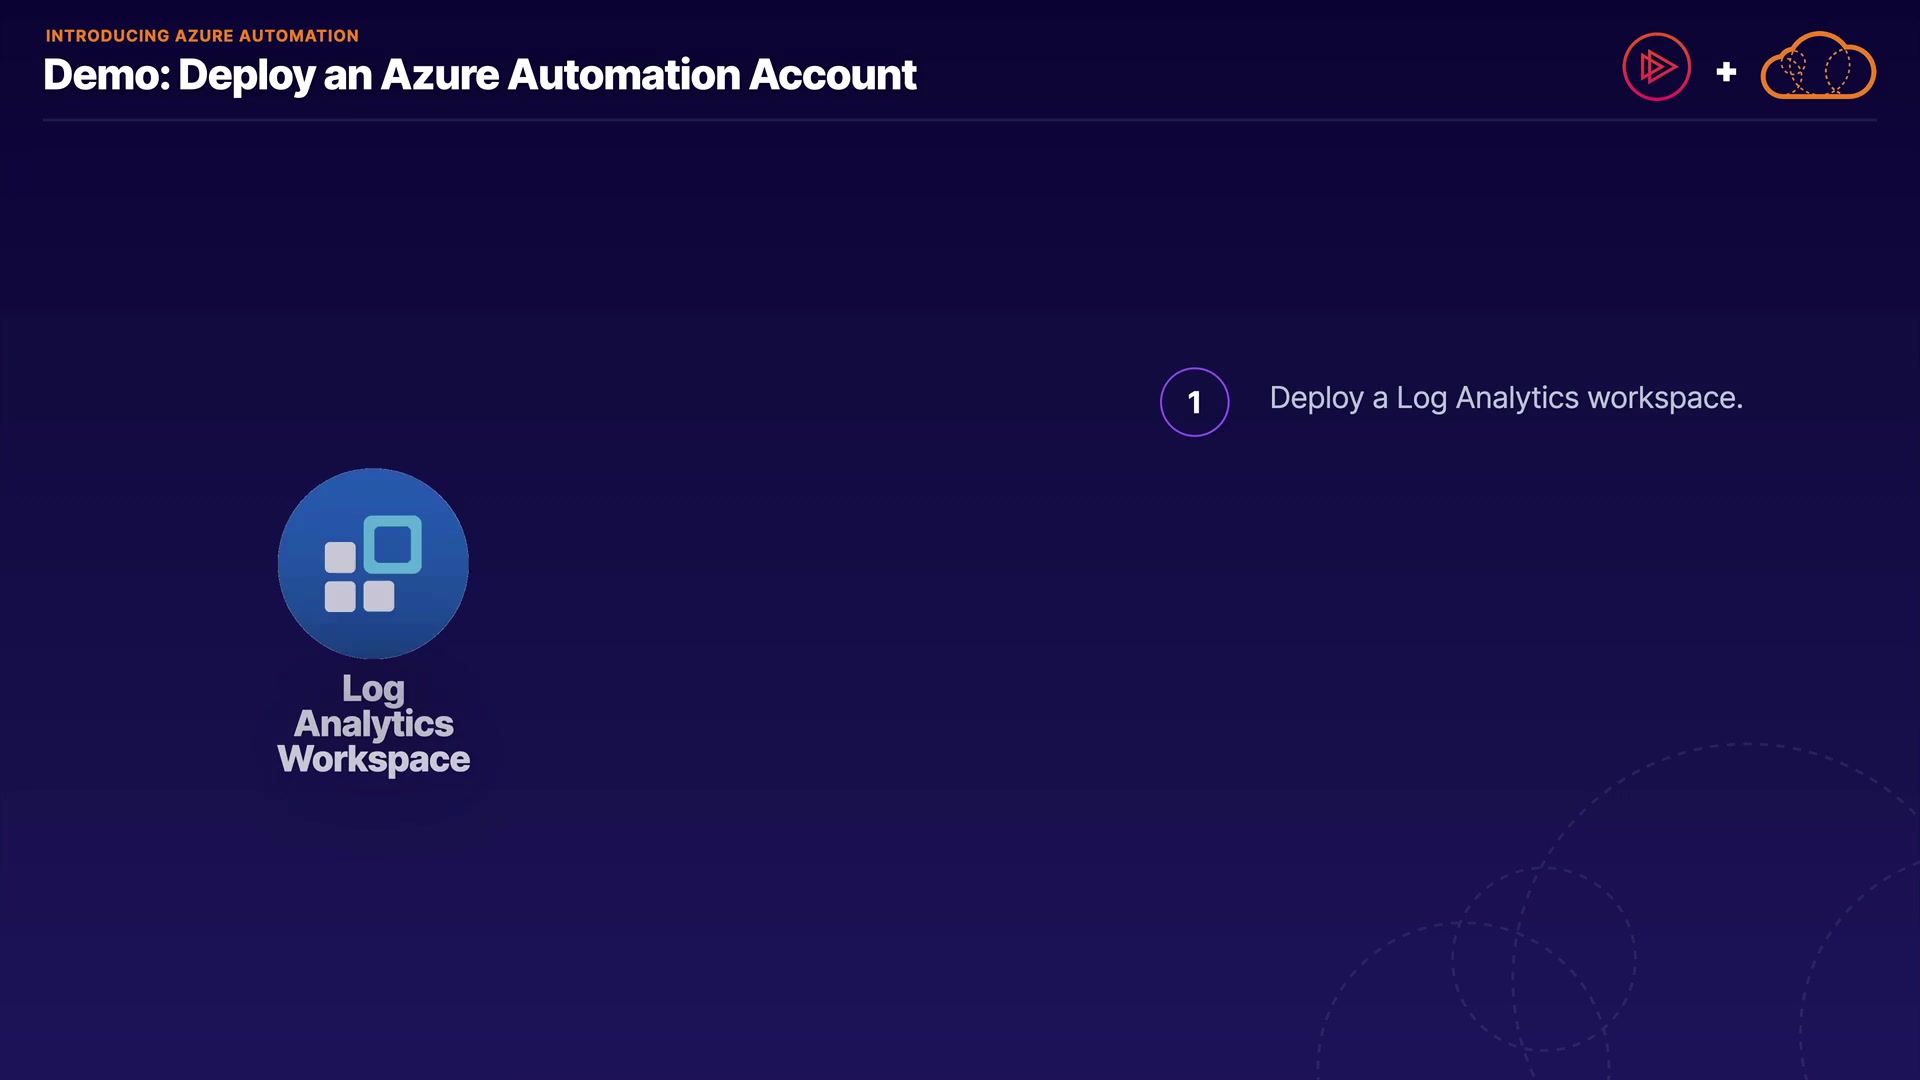 INTRODUCING AZURE AUTOMATION
Demo: Deploy an Azure Automation Account
+
1
Deploy a Log Analytics workspace.
Log
Analytics
Workspace